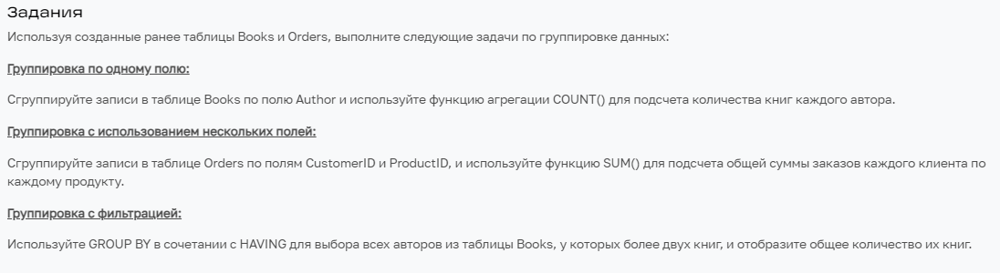 Задания
Используя созданные ранее таблицы Books и Orders, выполните следующие задачи по группировке данных:
Группировка по одному полю:
Сгруппируйте записи в таблице Books по полю Author и используйте функцию агрегации COUNT() для подсчета количества книг каждого автора.
Группировка с использованием нескольких полей:
Сгруппируйте записи в таблице Orders по полям CustomerID и ProductID, и используйте функцию SUM() для подсчета общей суммы заказов каждого клиента по
каждому продукту.
Группировка с фильтрацией:
Используйте GROUP BY в сочетании с HAVING для выбора всех авторов из таблицы Books, у которых более двух книг, и отобразите общее количество их книг.